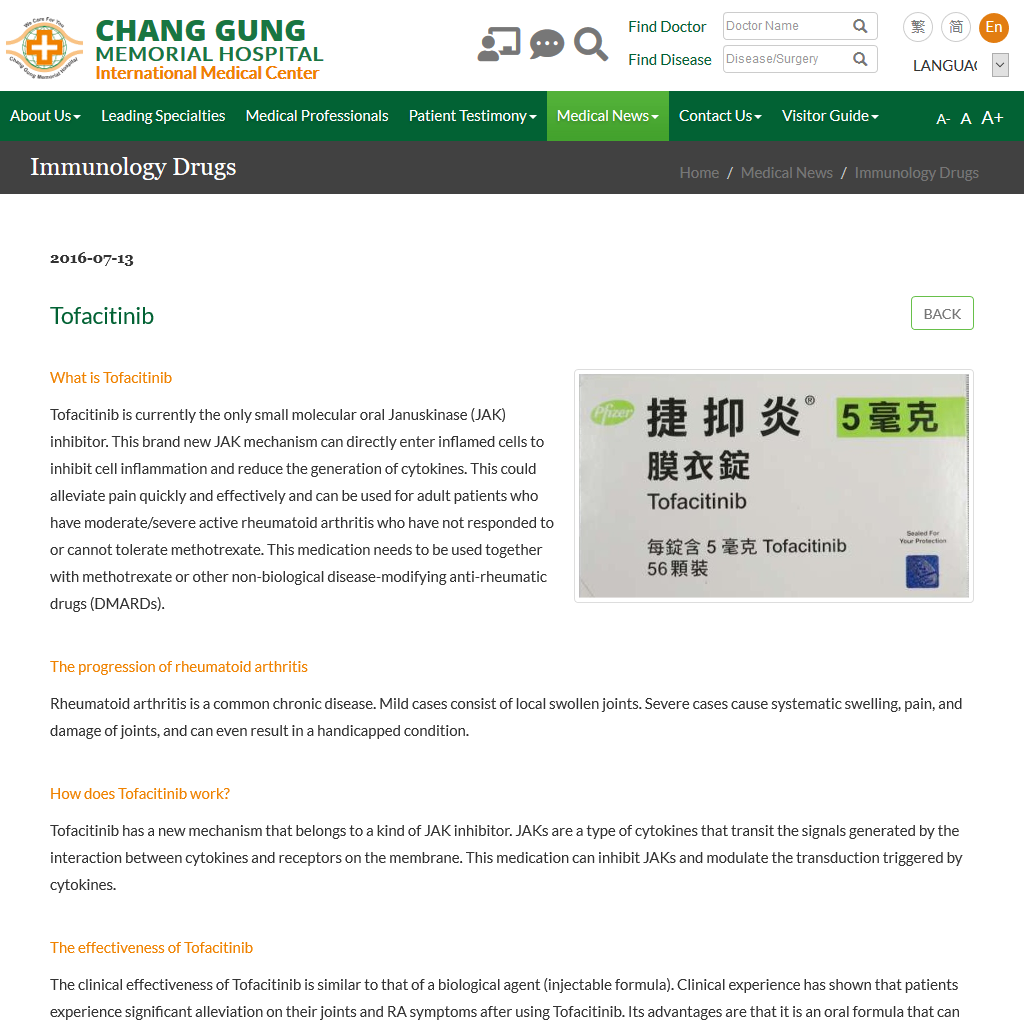 We Care For You
Chang Gung Memorial Hospital
CHANG GUNG
MEMORIAL HOSPITAL
International Medical Center
Find Doctor
Doctor Name
Find Disease
Disease/Surgery
繁
简
En
LANGUAG
About Us
Leading Specialties
Medical Professionals
Patient Testimony
Medical News
Contact Us
Visitor Guide
A-
A
A+
Immunology Drugs
Home / Medical News / Immunology Drugs
2016-07-13
Tofacitinib
BACK
What is Tofacitinib
Tofacitinib is currently the only small molecular oral Januskinase (JAK)
inhibitor. This brand new JAK mechanism can directly enter inflamed cells to
inhibit cell inflammation and reduce the generation of cytokines. This could
alleviate pain quickly and effectively and can be used for adult patients who
have moderate/severe active rheumatoid arthritis who have not responded to
or cannot tolerate methotrexate. This medication needs to be used together
with methotrexate or other non-biological disease-modifying anti-rheumatic
drugs (DMARDs).
Pfizer
捷抑炎®
5毫克
膜衣錠
Tofacitinib
每錠含 5 毫克 Tofacitinib
56顆裝
Sealed For
Your Protection
The progression of rheumatoid arthritis
Rheumatoid arthritis is a common chronic disease. Mild cases consist of local swollen joints. Severe cases cause systematic swelling, pain, and
damage of joints, and can even result in a handicapped condition.
How does Tofacitinib work?
Tofacitinib has a new mechanism that belongs to a kind of JAK inhibitor. JAKs are a type of cytokines that transit the signals generated by the
interaction between cytokines and receptors on the membrane. This medication can inhibit JAKs and modulate the transduction triggered by
cytokines.
The effectiveness of Tofacitinib
The clinical effectiveness of Tofacitinib is similar to that of a biological agent (injectable formula). Clinical experience has shown that patients
experience significant alleviation on their joints and RA symptoms after using Tofacitinib. Its advantages are that it is an oral formula that can